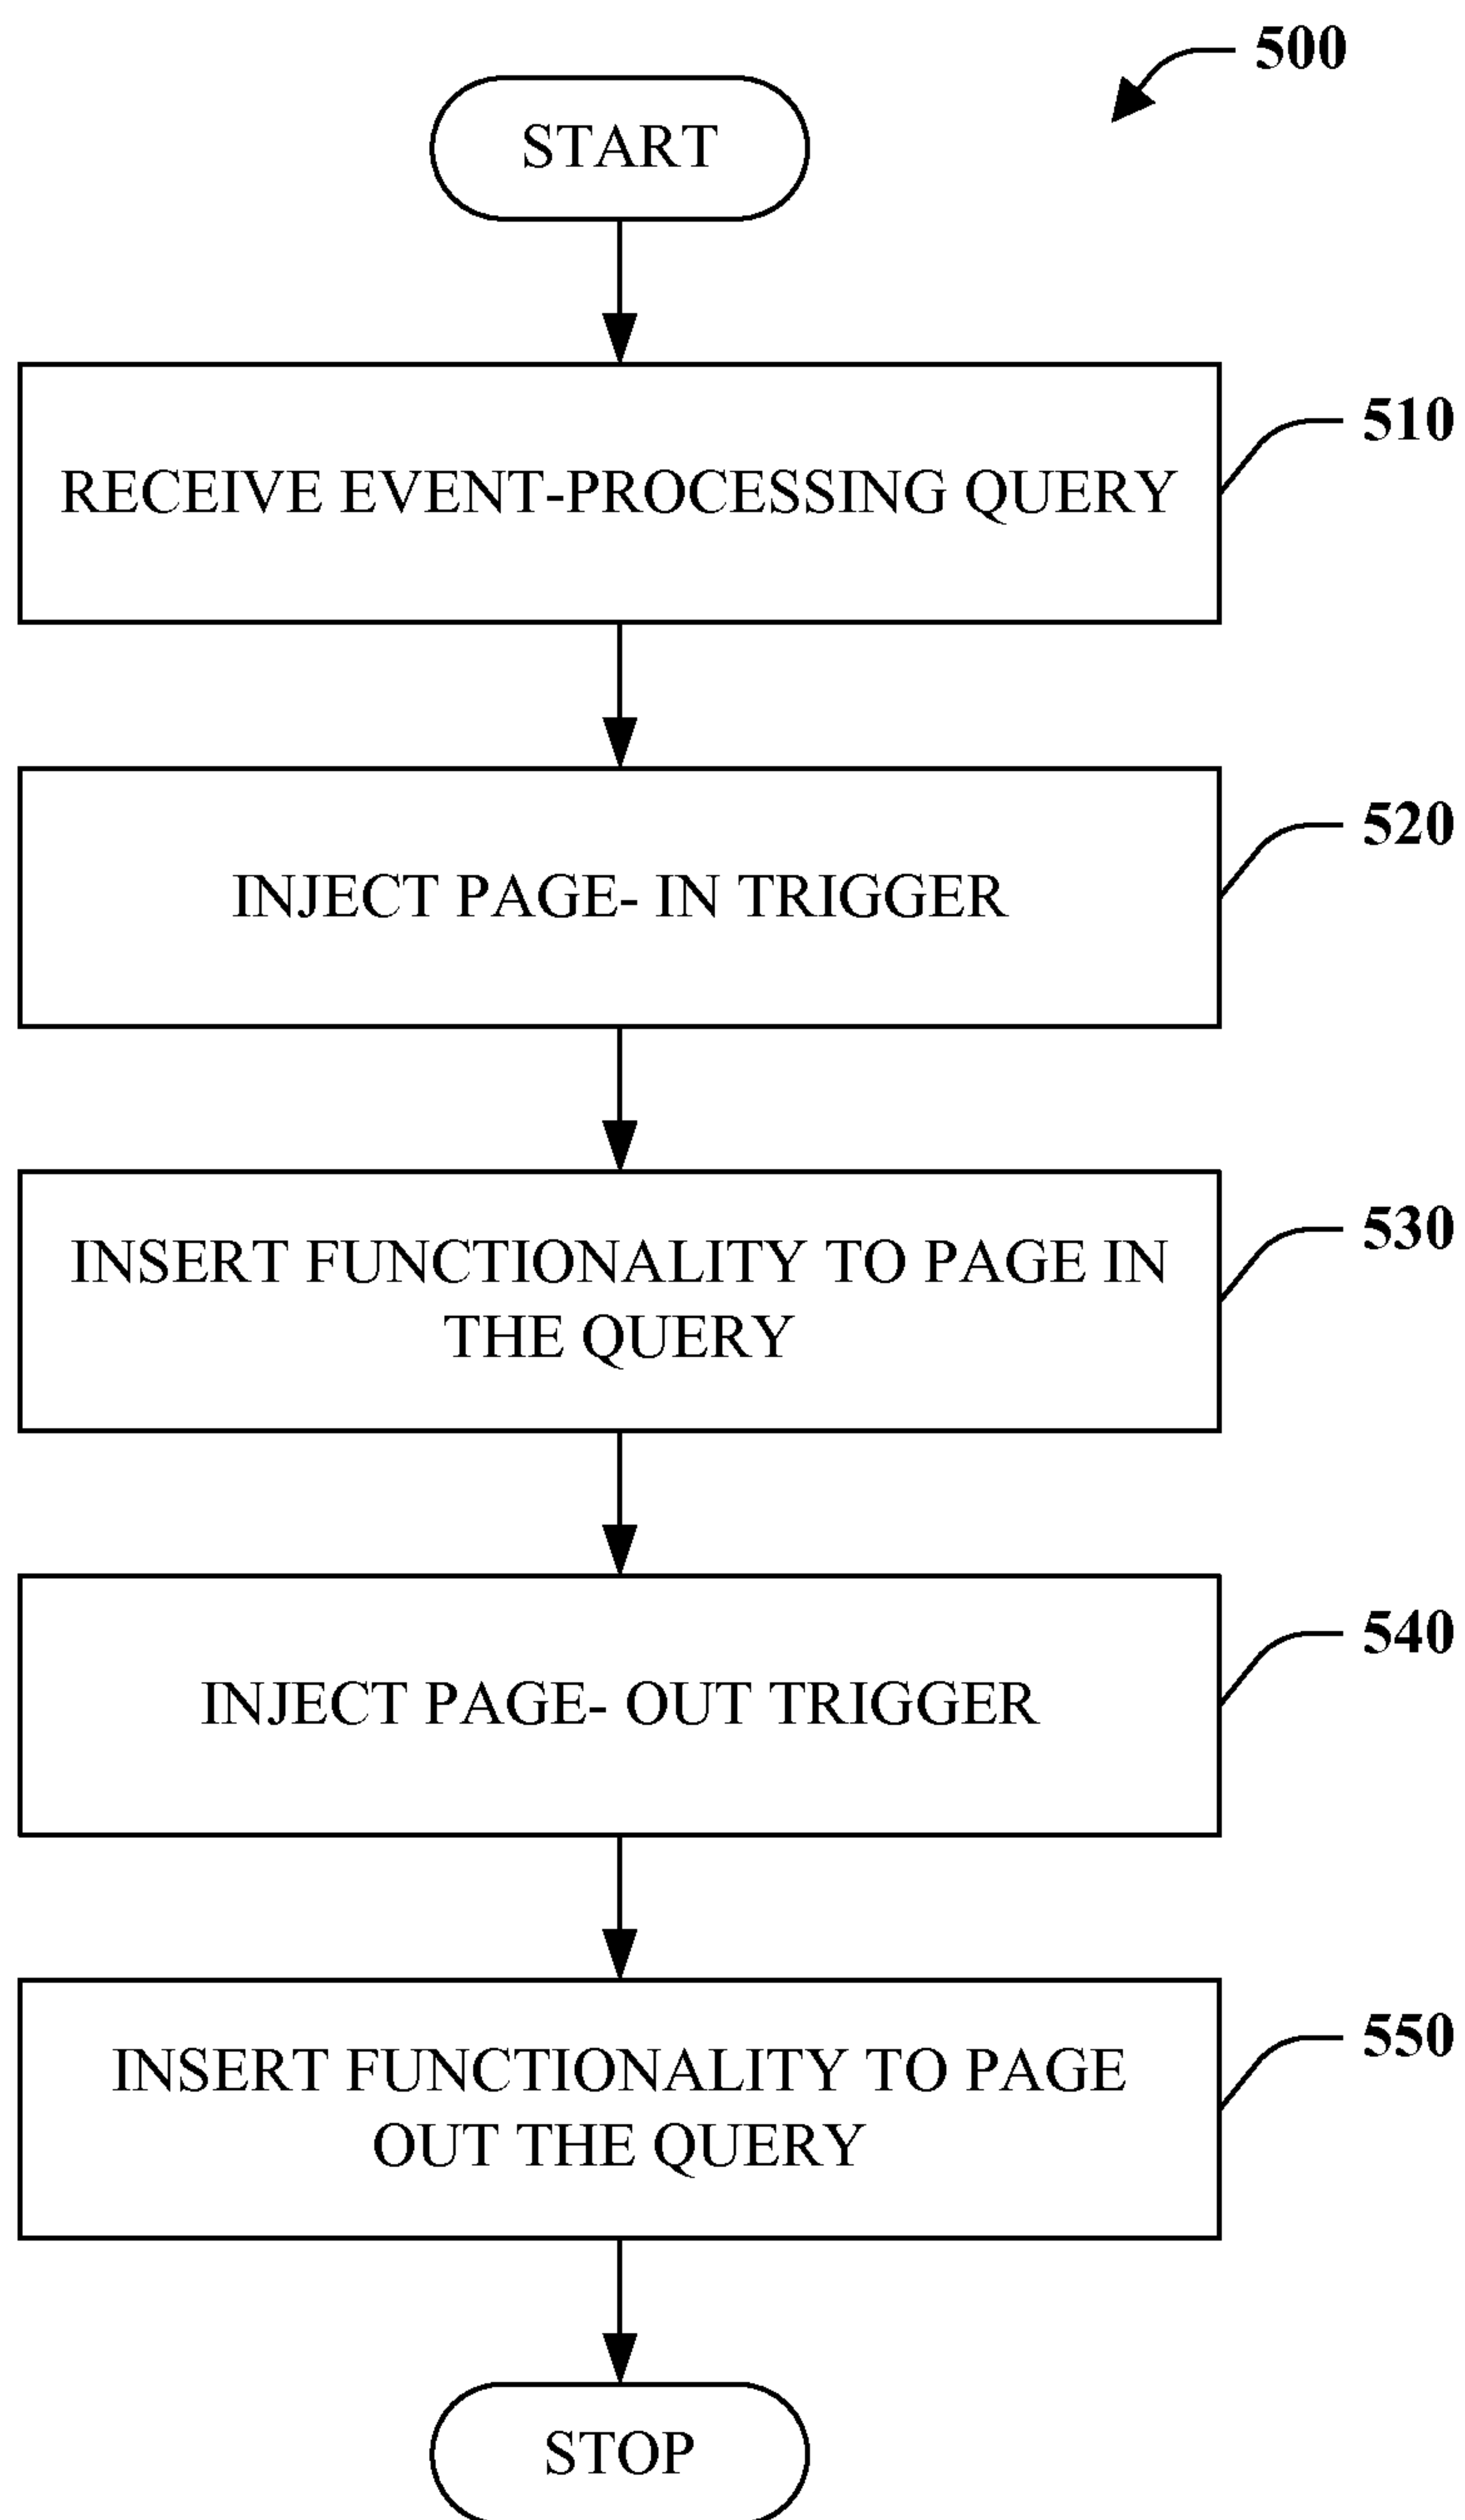 500
START
510
RECEIVE EVENT-PROCESSING QUERY
520
INJECT PAGE- IN TRIGGER
530
INSERT FUNCTIONALITY TO PAGE IN
THE QUERY
540
INJECT PAGE- OUT TRIGGER
550
INSERT FUNCTIONALITY TO PAGE
OUT THE QUERY
STOP